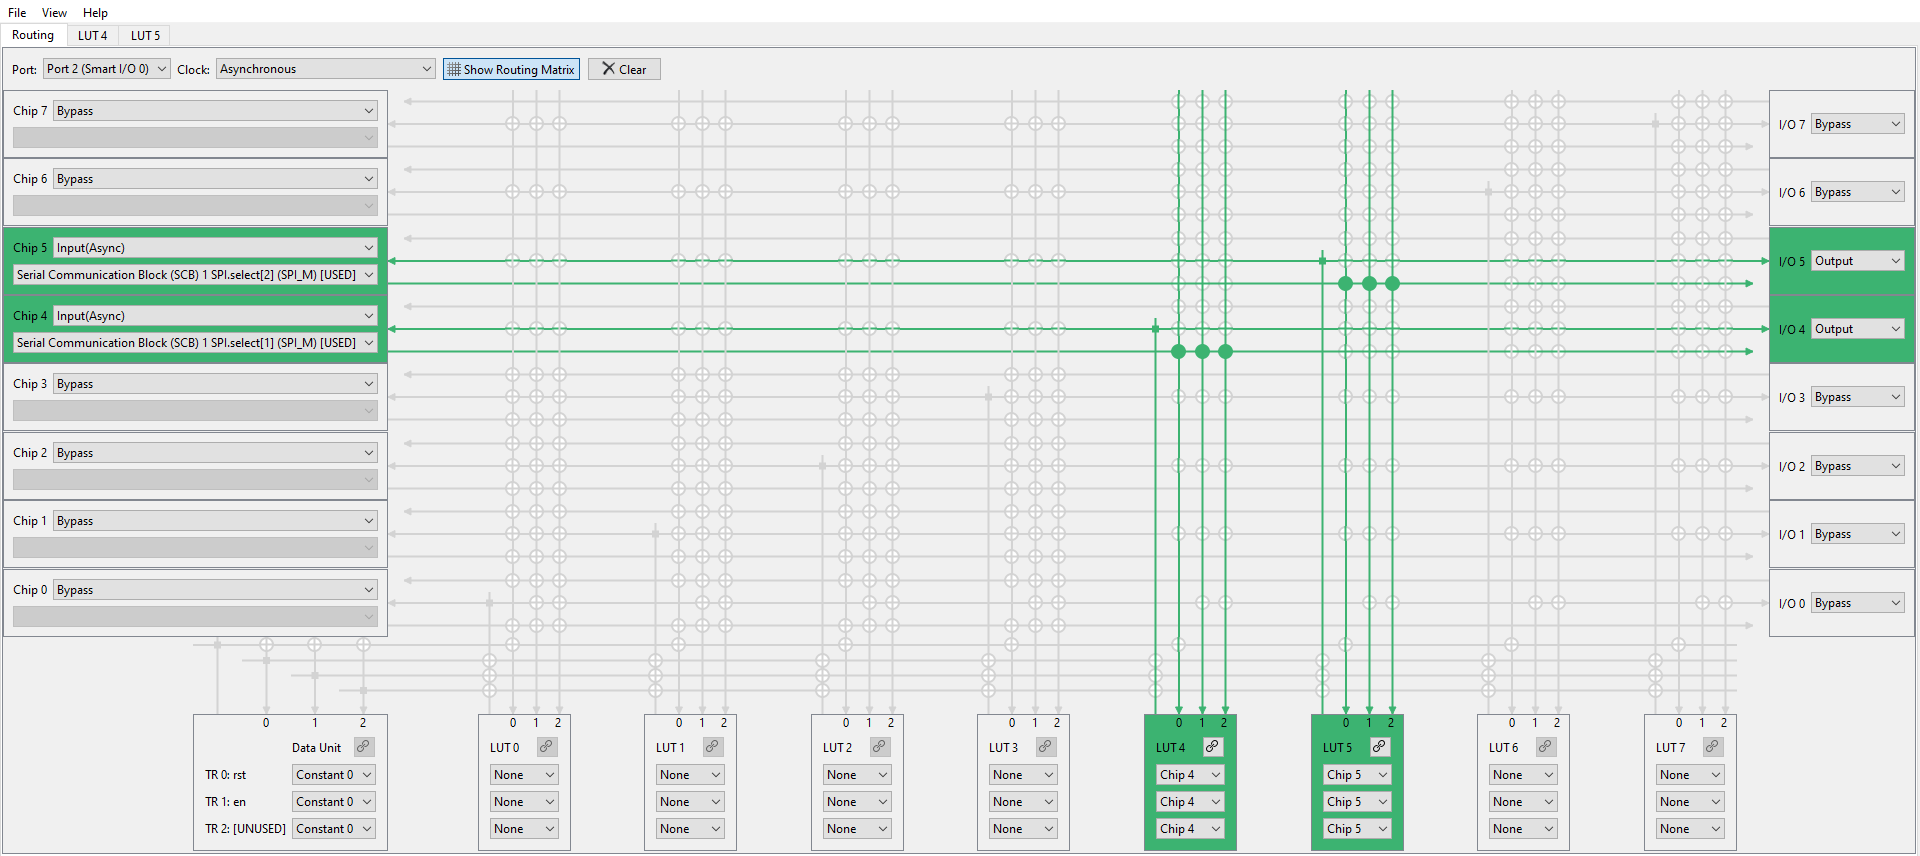 File View Help
Routing LUT 4 LUT 5
Port: Port 2 (Smart I/O 0) Clock: Asynchronous Show Routing Matrix Clear
Chip 7 Bypass
I/O 7 Bypass
Chip 6 Bypass
I/O 6 Bypass
Chip 5 Input(Async)
I/O 5 Output
Serial Communication Block (SCB) 1 SPI.select[2] (SPI_M) [USED]
Chip 4 Input(Async)
I/O 4 Output
Serial Communication Block (SCB) 1 SPI.select[1] (SPI_M) [USED]
Chip 3 Bypass
I/O 3 Bypass
Chip 2 Bypass
I/O 2 Bypass
Chip 1 Bypass
I/O 1 Bypass
Chip 0 Bypass
I/O 0 Bypass
0 1 2 0 1 2 0 1 2 0 1 2 0 1 2 0 1 2 0 1 2 0 1 2 0 1 2
Data Unit LUT 0 LUT 1 LUT 2 LUT 3 LUT 4 LUT 5 LUT 6 LUT 7
TR 0: rst Constant 0 None None None None Chip 4 Chip 5 None None
TR 1: en Constant 0 None None None None Chip 4 Chip 5 None None
TR 2: [UNUSED] Constant 0 None None None None Chip 4 Chip 5 None None